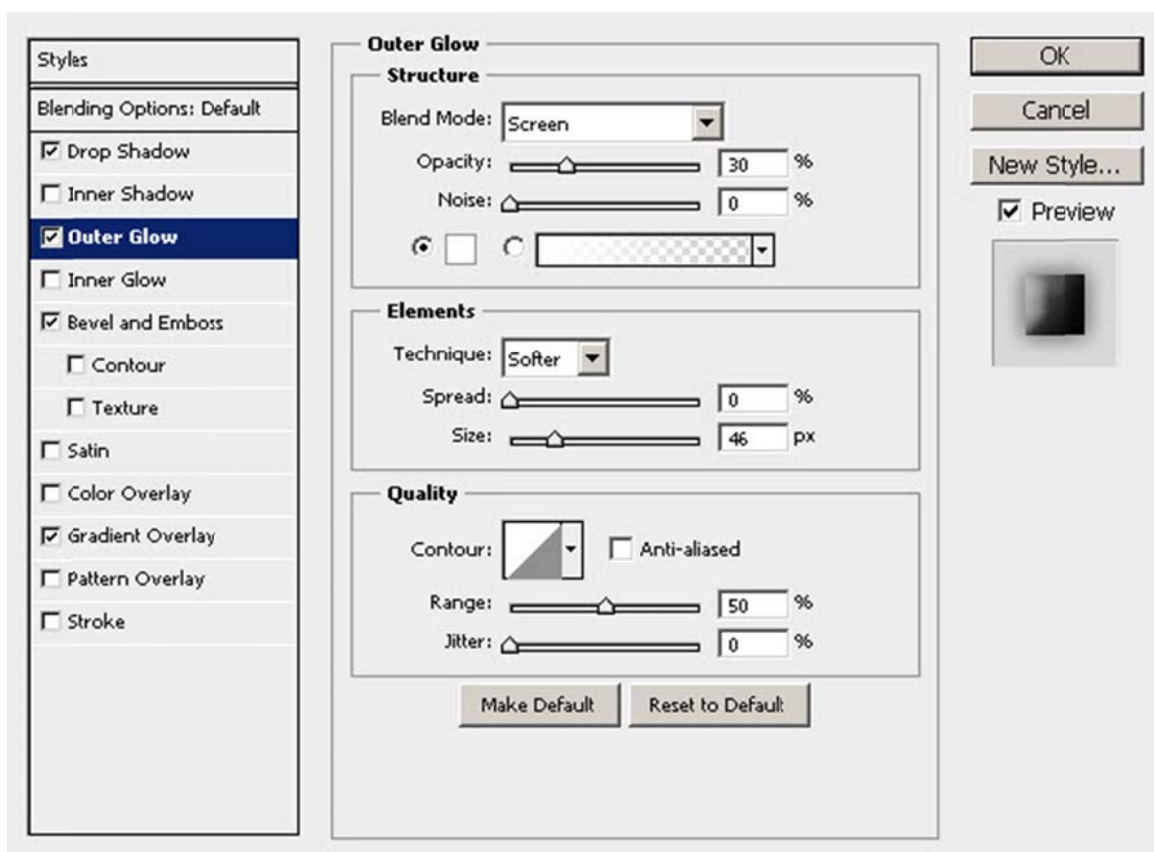 Styles
Blending Options: Default
Drop Shadow
Inner Shadow
Outer Glow
Inner Glow
Bevel and Emboss
Contour
Texture
Satin
Color Overlay
Gradient Overlay
Pattern Overlay
Stroke
Outer Glow
Structure
Blend Mode: Screen
Opacity: 30 %
Noise: 0 %
Elements
Technique: Softer
Spread: 0 %
Size: 46 px
Quality
Contour: Anti-aliased
Range: 50 %
Jitter: 0 %
Make Default Reset to Default
OK
Cancel
New Style...
Preview